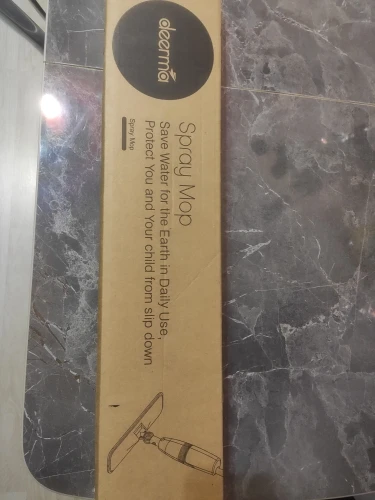 deerma
Spray Mop
Save Water for the Earth in Daily Use,
Protect You and Your child from slip down
Spray Mop